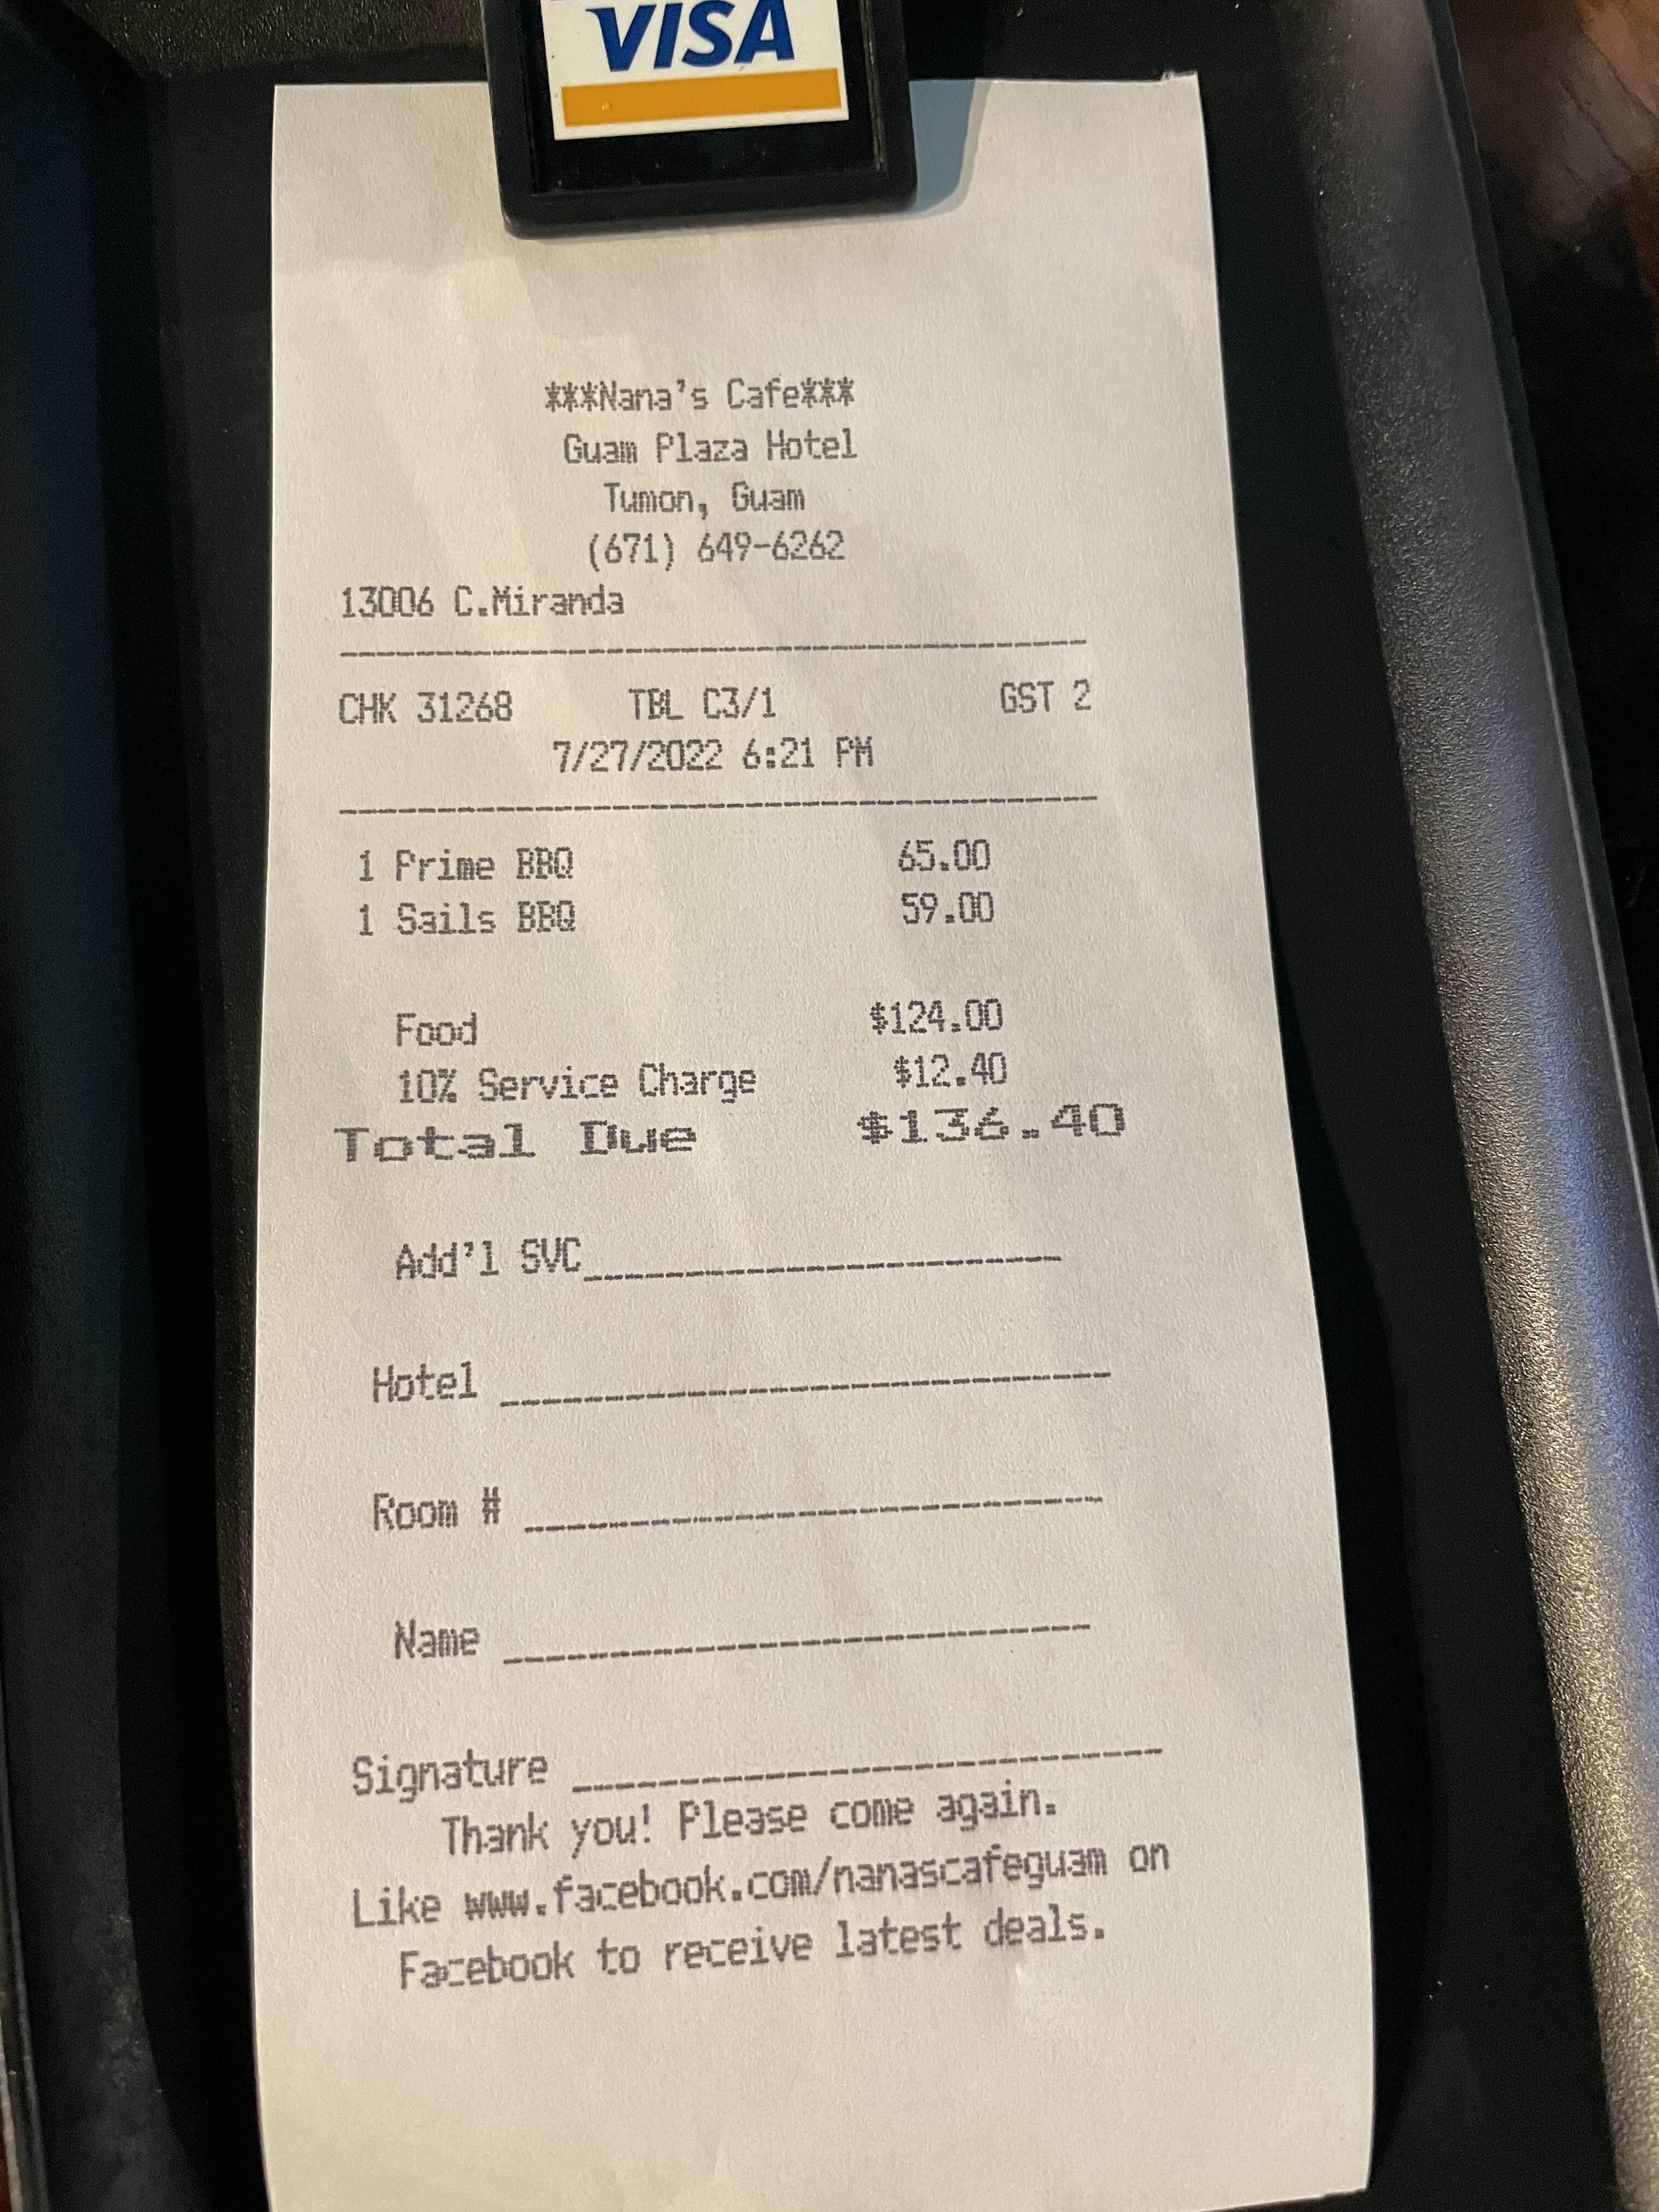 VISA
***Nana's Cafe***
Guam Plaza Hotel
Tumon, Guam
(671) 649-6262
13006 C.Miranda
CHK 31268 TBL C3/1 GST 2
7/27/2022 6:21 PM
1 Prime BBQ 65.00
1 Sails BBQ 59.00
Food $124.00
10% Service Charge $12.40
Total Due $136.40
Add'l SVC
Hotel
Room #
Name
Signature
Thank you! Please come again.
Like www.facebook.com/nanascafeguam on
Facebook to receive latest deals.